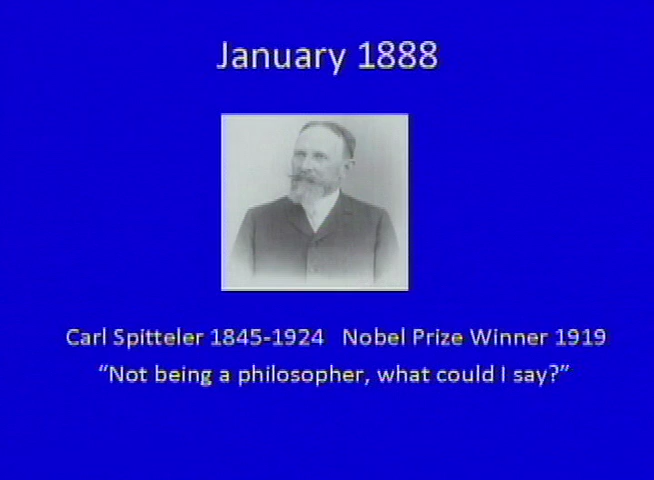 January 1888
Carl Spitteler 1845-1924 Nobel Prize Winner 1919
“Not being a philosopher, what could I say?”